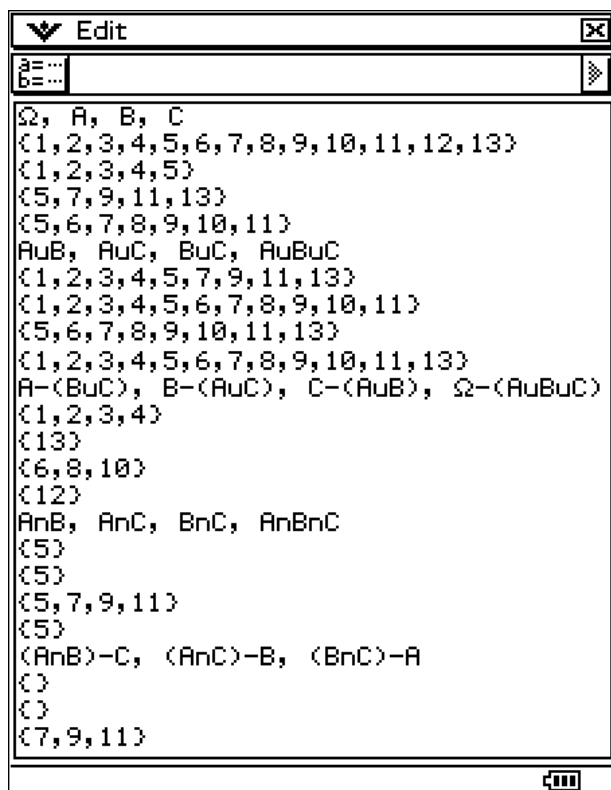 Edit
a=...
b=...
Ω, A, B, C
{1,2,3,4,5,6,7,8,9,10,11,12,13}
{1,2,3,4,5}
{5,7,9,11,13}
{5,6,7,8,9,10,11}
A∪B, A∪C, B∪C, A∪B∪C
{1,2,3,4,5,7,9,11,13}
{1,2,3,4,5,6,7,8,9,10,11}
{5,6,7,8,9,10,11,13}
{1,2,3,4,5,6,7,8,9,10,11,13}
A-(B∪C), B-(A∪C), C-(A∪B), Ω-(A∪B∪C)
{1,2,3,4}
{13}
{6,8,10}
{12}
A∩B, A∩C, B∩C, A∩B∩C
{5}
{5}
{5,7,9,11}
{5}
(A∩B)-C, (A∩C)-B, (B∩C)-A
{}
{}
{7,9,11}